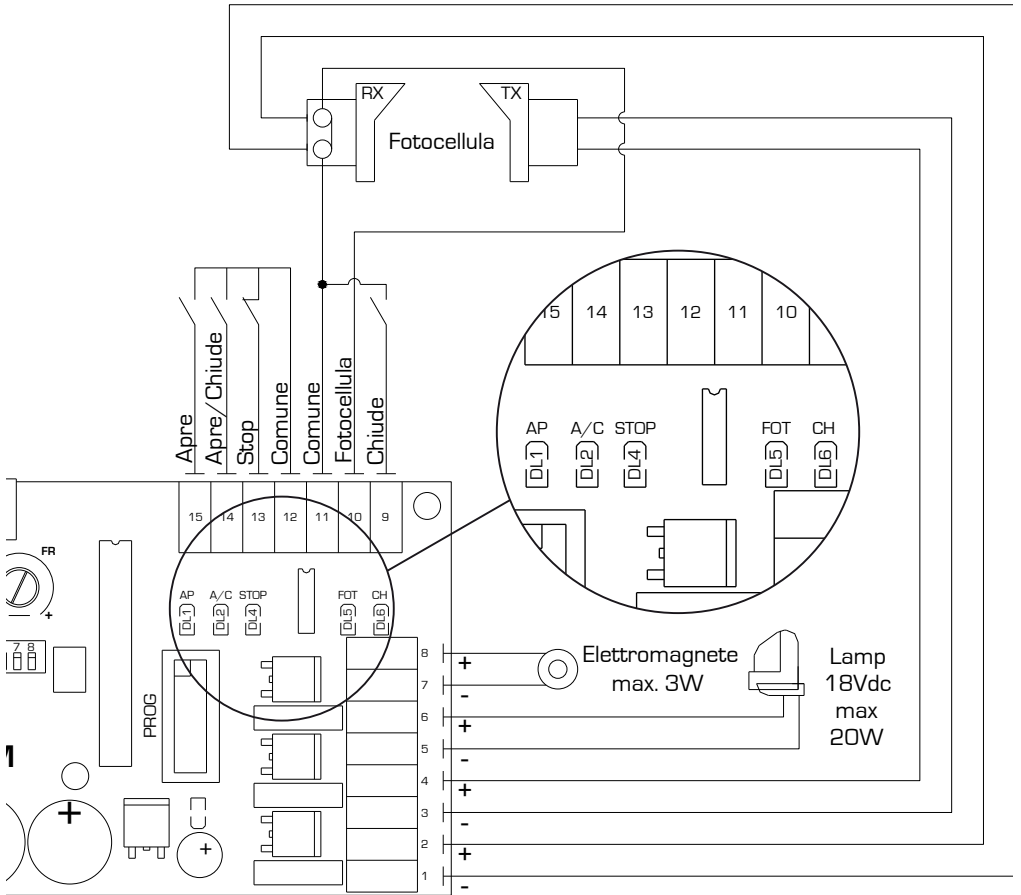 RX
TX
Fotocellula
Apre
Apre/Chiude
Stop
Comune
Comune
Fotocellula
Chiude
15 14 13 12 11 10
AP A/C STOP FOT CH
DL1 DL2 DL4 DL5 DL6
15 14 13 12 11 10 9
FR
+
AP A/C STOP FOT CH
DL1 DL2 DL4 DL5 DL6
7 8
PROG
M
+
+
8 +
7 -
6 +
5 -
4 +
3 -
2 +
1 -
Elettromagnete
max. 3W
Lamp
18Vdc
max
20W